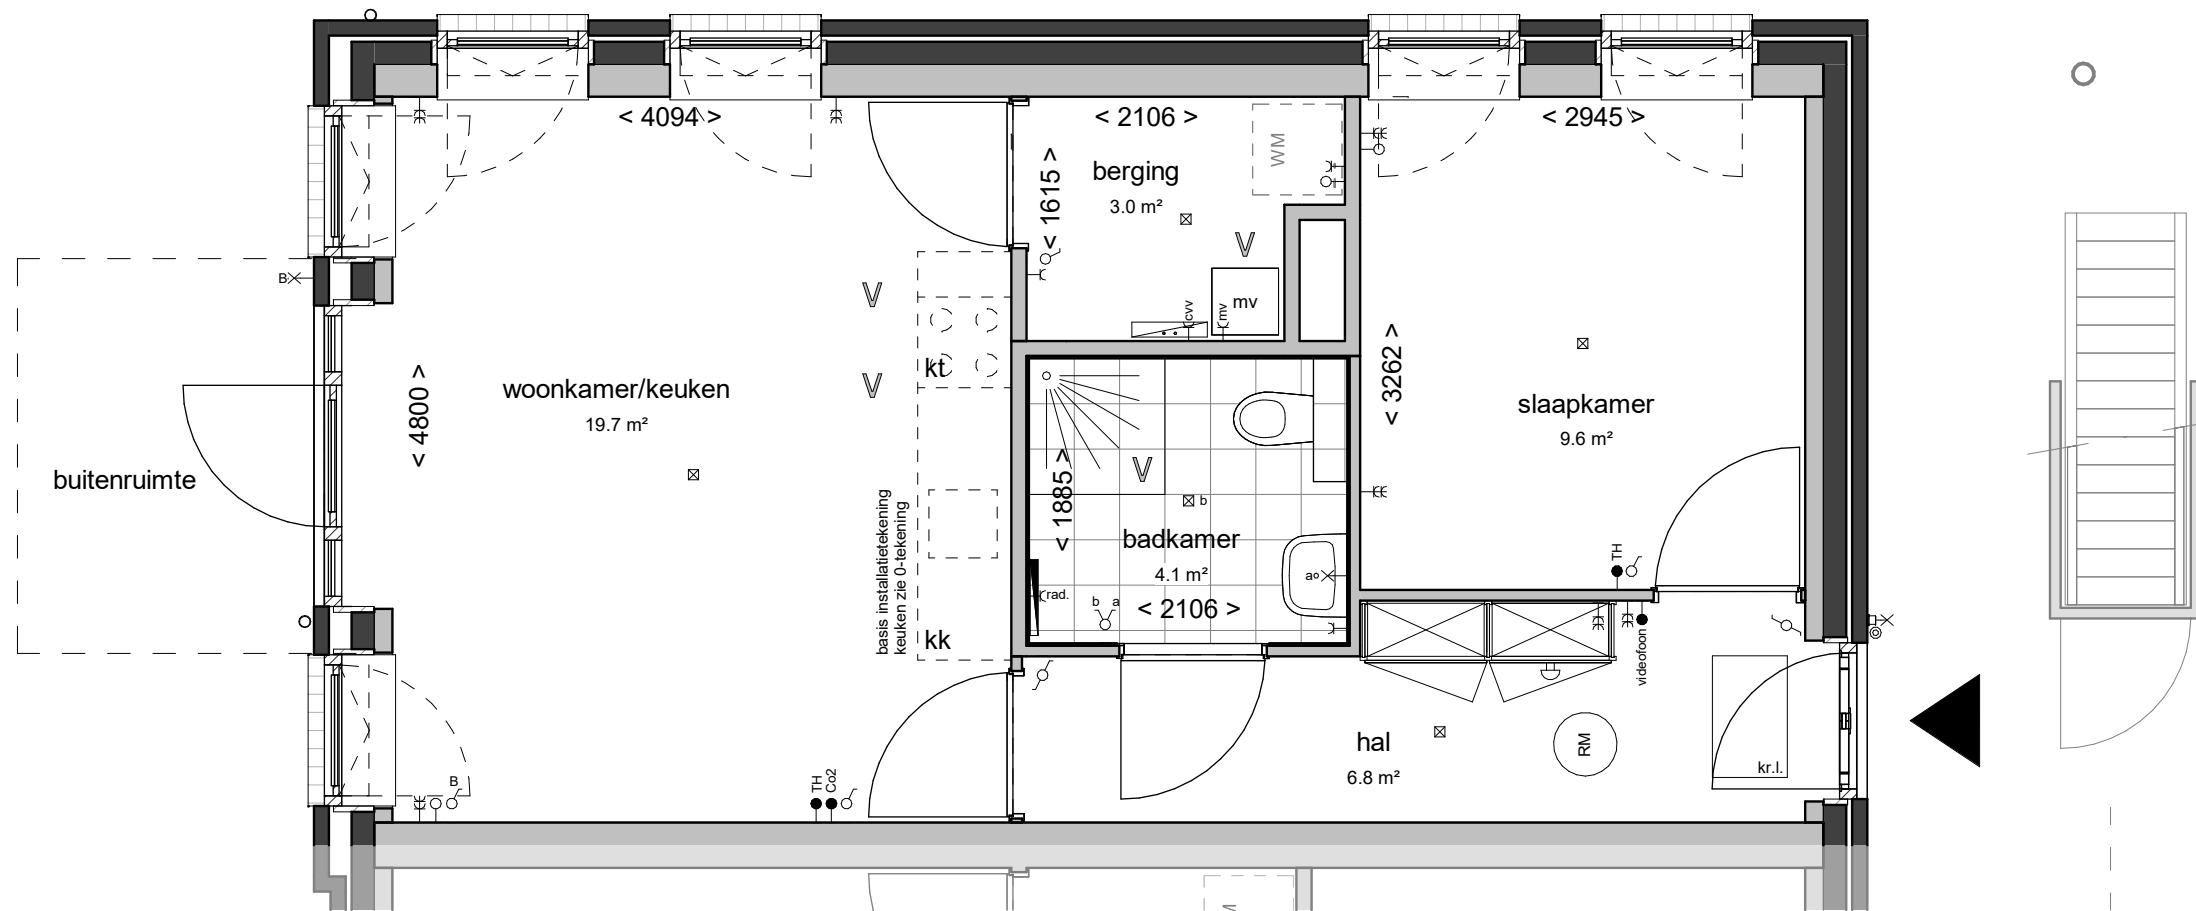 < 4094 >
< 2106 >
< 2945 >
WM
berging
3.0 m²
< 1615 >
V
B
V
cvv
mv
mv
kt
V
< 4800 >
woonkamer/keuken
19.7 m²
< 3262 >
slaapkamer
9.6 m²
buitenruimte
V
< 1885 >
b
basis installatietekening
keuken zie 0-tekening
badkamer
4.1 m²
a
rad.
b a
< 2106 >
TH
kk
videofoon
hal
6.8 m²
RM
kr.l.
B
TH
Co2